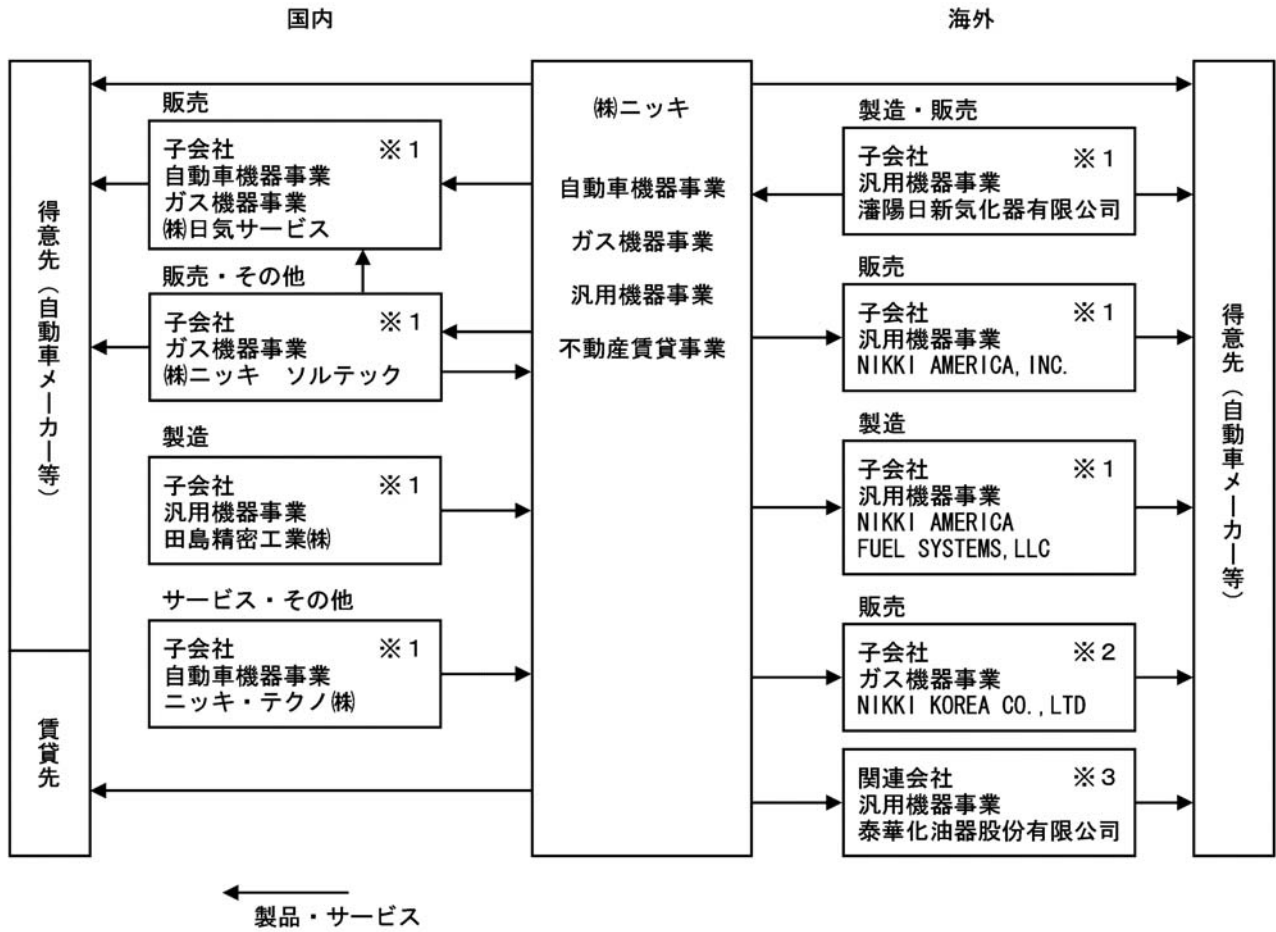 国内
海外
得意先（自動車メーカー等）
賃貸先
販売
子会社 ※1
自動車機器事業
ガス機器事業
㈱日気サービス
販売・その他
子会社 ※1
ガス機器事業
㈱ニッキ　ソルテック
製造
子会社 ※1
汎用機器事業
田島精密工業㈱
サービス・その他
子会社 ※1
自動車機器事業
ニッキ・テクノ㈱
㈱ニッキ
自動車機器事業
ガス機器事業
汎用機器事業
不動産賃貸事業
製造・販売
子会社 ※1
汎用機器事業
瀋陽日新気化器有限公司
販売
子会社 ※1
汎用機器事業
NIKKI AMERICA,INC.
製造
子会社 ※1
汎用機器事業
NIKKI AMERICA
FUEL SYSTEMS,LLC
販売
子会社 ※2
ガス機器事業
NIKKI KOREA CO.,LTD
関連会社 ※3
汎用機器事業
泰華化油器股份有限公司
得意先（自動車メーカー等）
製品・サービス